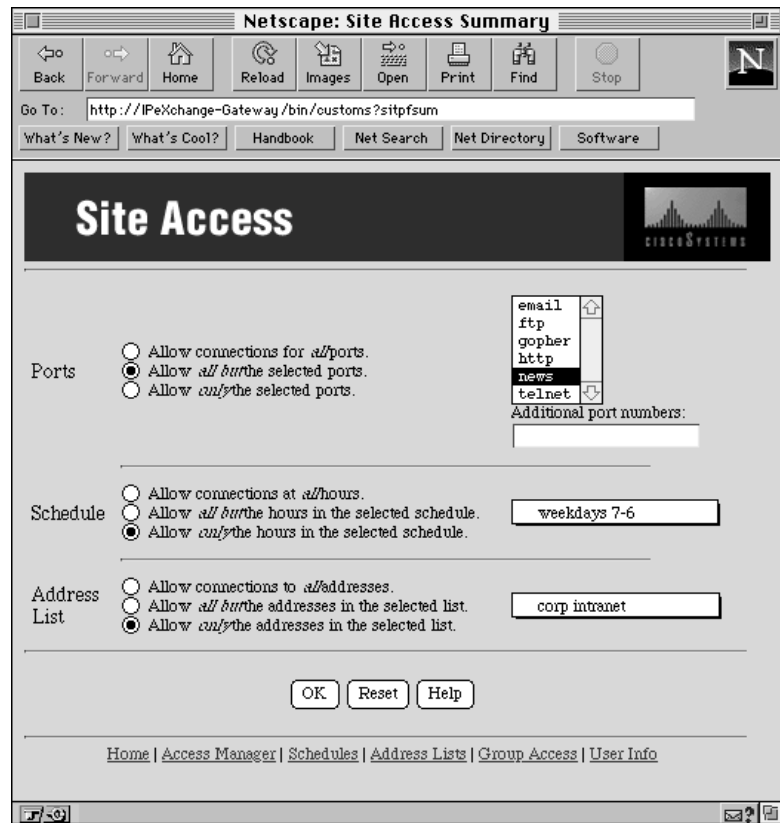 Netscape: Site Access Summary
Back Forward Home Reload Images Open Print Find Stop
N
Go To: http://IPeXchange-Gateway/bin/customs?sitpfsum
What's New? What's Cool? Handbook Net Search Net Directory Software
Site Access
CISCO SYSTEMS
email
ftp
gopher
http
news
telnet
Additional port numbers:
Ports
Allow connections for all ports.
Allow all but the selected ports.
Allow only the selected ports.
Schedule
Allow connections at all hours.
Allow all but the hours in the selected schedule.
Allow only the hours in the selected schedule.
weekdays 7-6
Address
List
Allow connections to all addresses.
Allow all but the addresses in the selected list.
Allow only the addresses in the selected list.
corp intranet
OK Reset Help
Home | Access Manager | Schedules | Address Lists | Group Access | User Info
?